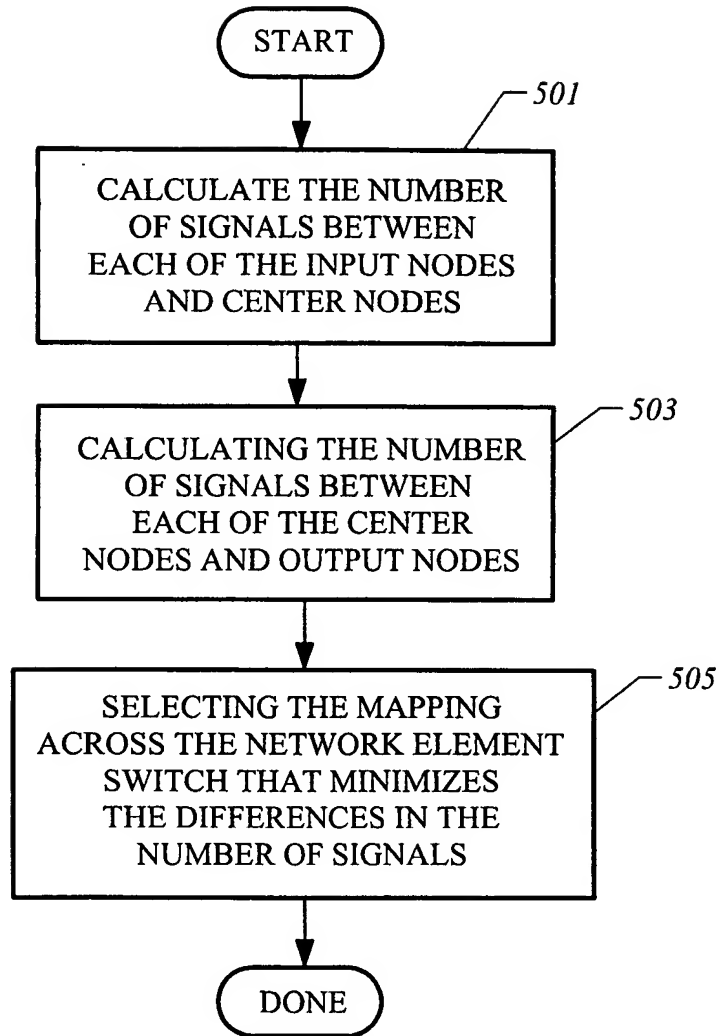 START
501
CALCULATE THE NUMBER
OF SIGNALS BETWEEN
EACH OF THE INPUT NODES
AND CENTER NODES
503
CALCULATING THE NUMBER
OF SIGNALS BETWEEN
EACH OF THE CENTER
NODES AND OUTPUT NODES
505
SELECTING THE MAPPING
ACROSS THE NETWORK ELEMENT
SWITCH THAT MINIMIZES
THE DIFFERENCES IN THE
NUMBER OF SIGNALS
DONE